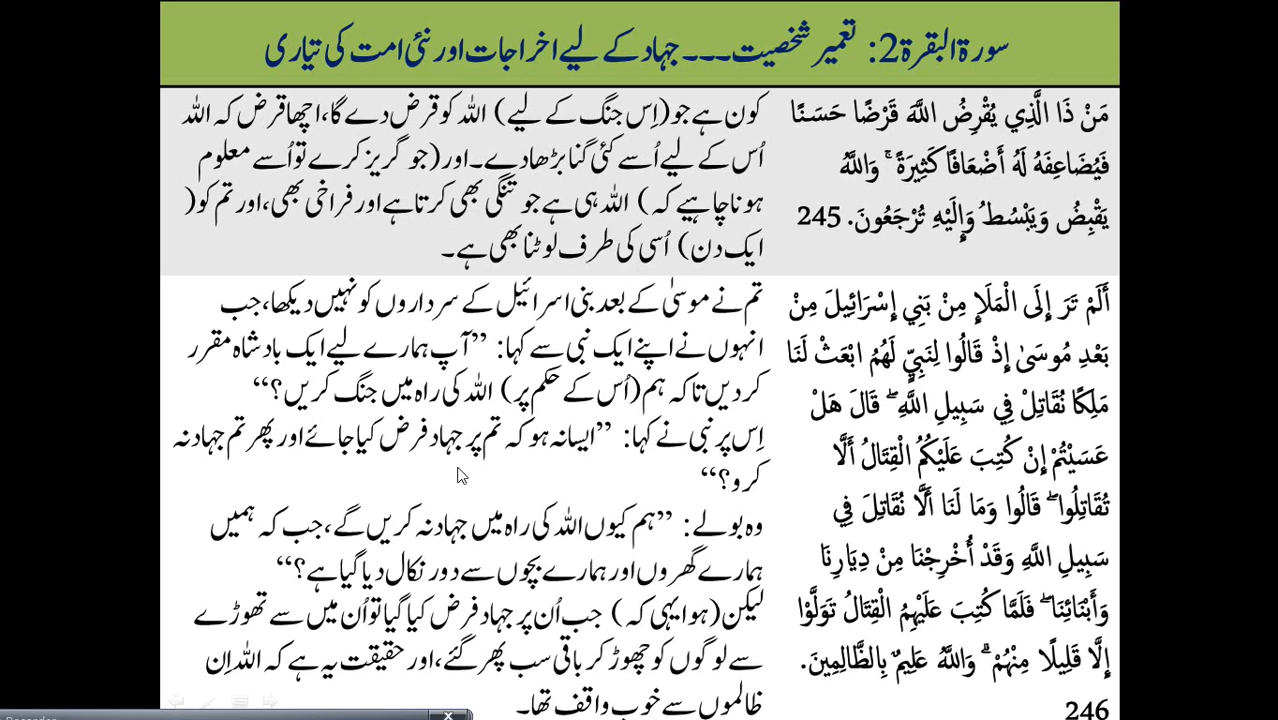 سورۃ البقرۃ 2: تعمیر شخصیت۔۔۔ جہاد کے لیے اخراجات اور نئی امت کی تیاری
مَنْ ذَا الَّذِي يُقْرِضُ اللَّهَ قَرْضًا حَسَنًا
فَيُضَاعِفَهُ لَهُ أَضْعَافًا كَثِيرَةً ۚ وَاللَّهُ
يَقْبِضُ وَيَبْسُطُ وَإِلَيْهِ تُرْجَعُونَ. 245
کون ہے جو (اِس جنگ کے لیے) اللہ کو قرض دے گا، اچھا قرض کہ اللہ
اُس کے لیے اُسے کئی گنا بڑھا دے۔ اور (جو گریز کرے تو اُسے معلوم
ہونا چاہیے کہ) اللہ ہی ہے جو تنگی بھی کرتا ہے اور فراخی بھی، اور تم کو (
ایک دن) اُسی کی طرف لوٹنا بھی ہے۔
أَلَمْ تَرَ إِلَى الْمَلَإِ مِنْ بَنِي إِسْرَائِيلَ مِنْ
بَعْدِ مُوسَىٰ إِذْ قَالُوا لِنَبِيٍّ لَهُمُ ابْعَثْ لَنَا
مَلِكًا نُقَاتِلْ فِي سَبِيلِ اللَّهِ ۖ قَالَ هَلْ
عَسَيْتُمْ إِنْ كُتِبَ عَلَيْكُمُ الْقِتَالُ أَلَّا
تُقَاتِلُوا ۖ قَالُوا وَمَا لَنَا أَلَّا نُقَاتِلَ فِي
سَبِيلِ اللَّهِ وَقَدْ أُخْرِجْنَا مِنْ دِيَارِنَا
وَأَبْنَائِنَا ۖ فَلَمَّا كُتِبَ عَلَيْهِمُ الْقِتَالُ تَوَلَّوْا
إِلَّا قَلِيلًا مِنْهُمْ ۗ وَاللَّهُ عَلِيمٌ بِالظَّالِمِينَ.
246
تم نے موسیٰ کے بعد بنی اسرائیل کے سرداروں کو نہیں دیکھا، جب
انہوں نے اپنے ایک نبی سے کہا: ’’آپ ہمارے لیے ایک بادشاہ مقرر
کر دیں تاکہ ہم (اُس کے حکم پر) اللہ کی راہ میں جنگ کریں؟‘‘
اِس پر نبی نے کہا: ’’ایسا نہ ہو کہ تم پر جہاد فرض کیا جائے اور پھر تم جہاد نہ
کرو؟‘‘
وہ بولے: ’’ہم کیوں اللہ کی راہ میں جہاد نہ کریں گے، جب کہ ہمیں
ہمارے گھروں اور ہمارے بچوں سے دور نکال دیا گیا ہے؟‘‘
لیکن (ہوا یہی کہ) جب اُن پر جہاد فرض کیا گیا تو اُن میں سے تھوڑے
سے لوگوں کو چھوڑ کر باقی سب پھر گئے، اور حقیقت یہ ہے کہ اللہ اِن
ظالموں سے خوب واقف تھا۔